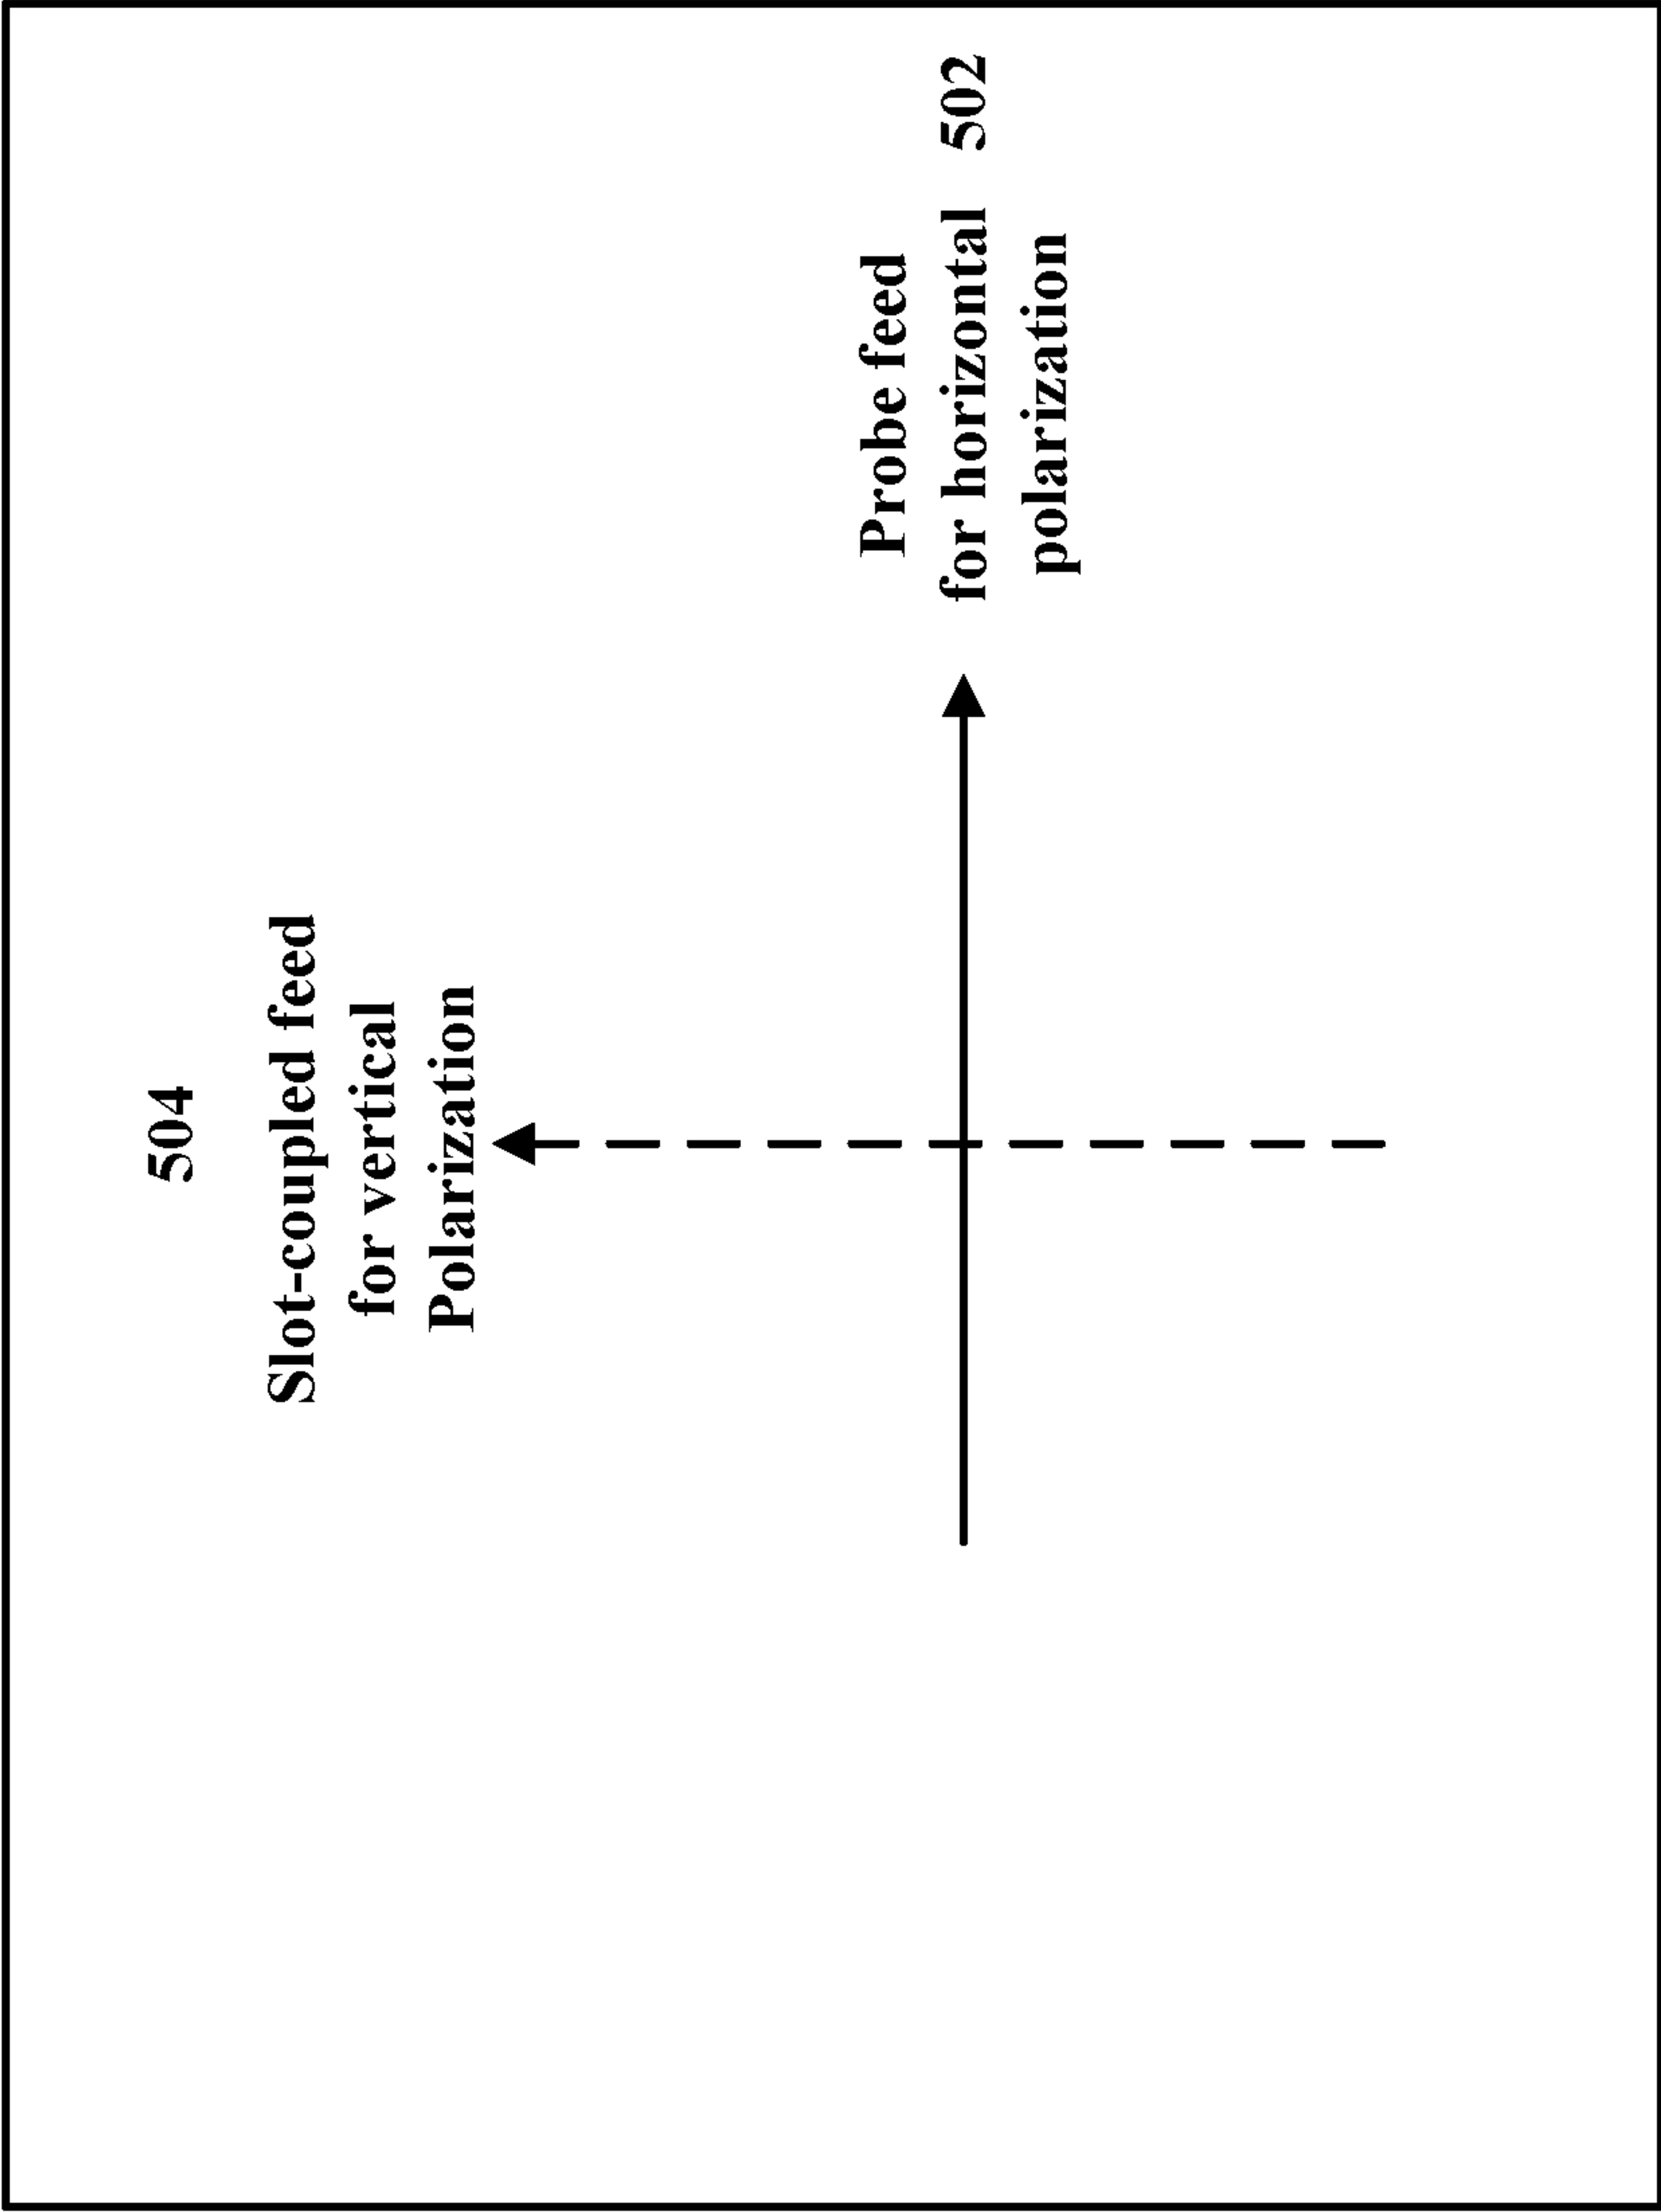 504
Slot-coupled feed
for vertical
Polarization
Probe feed
for horizontal 502
polarization